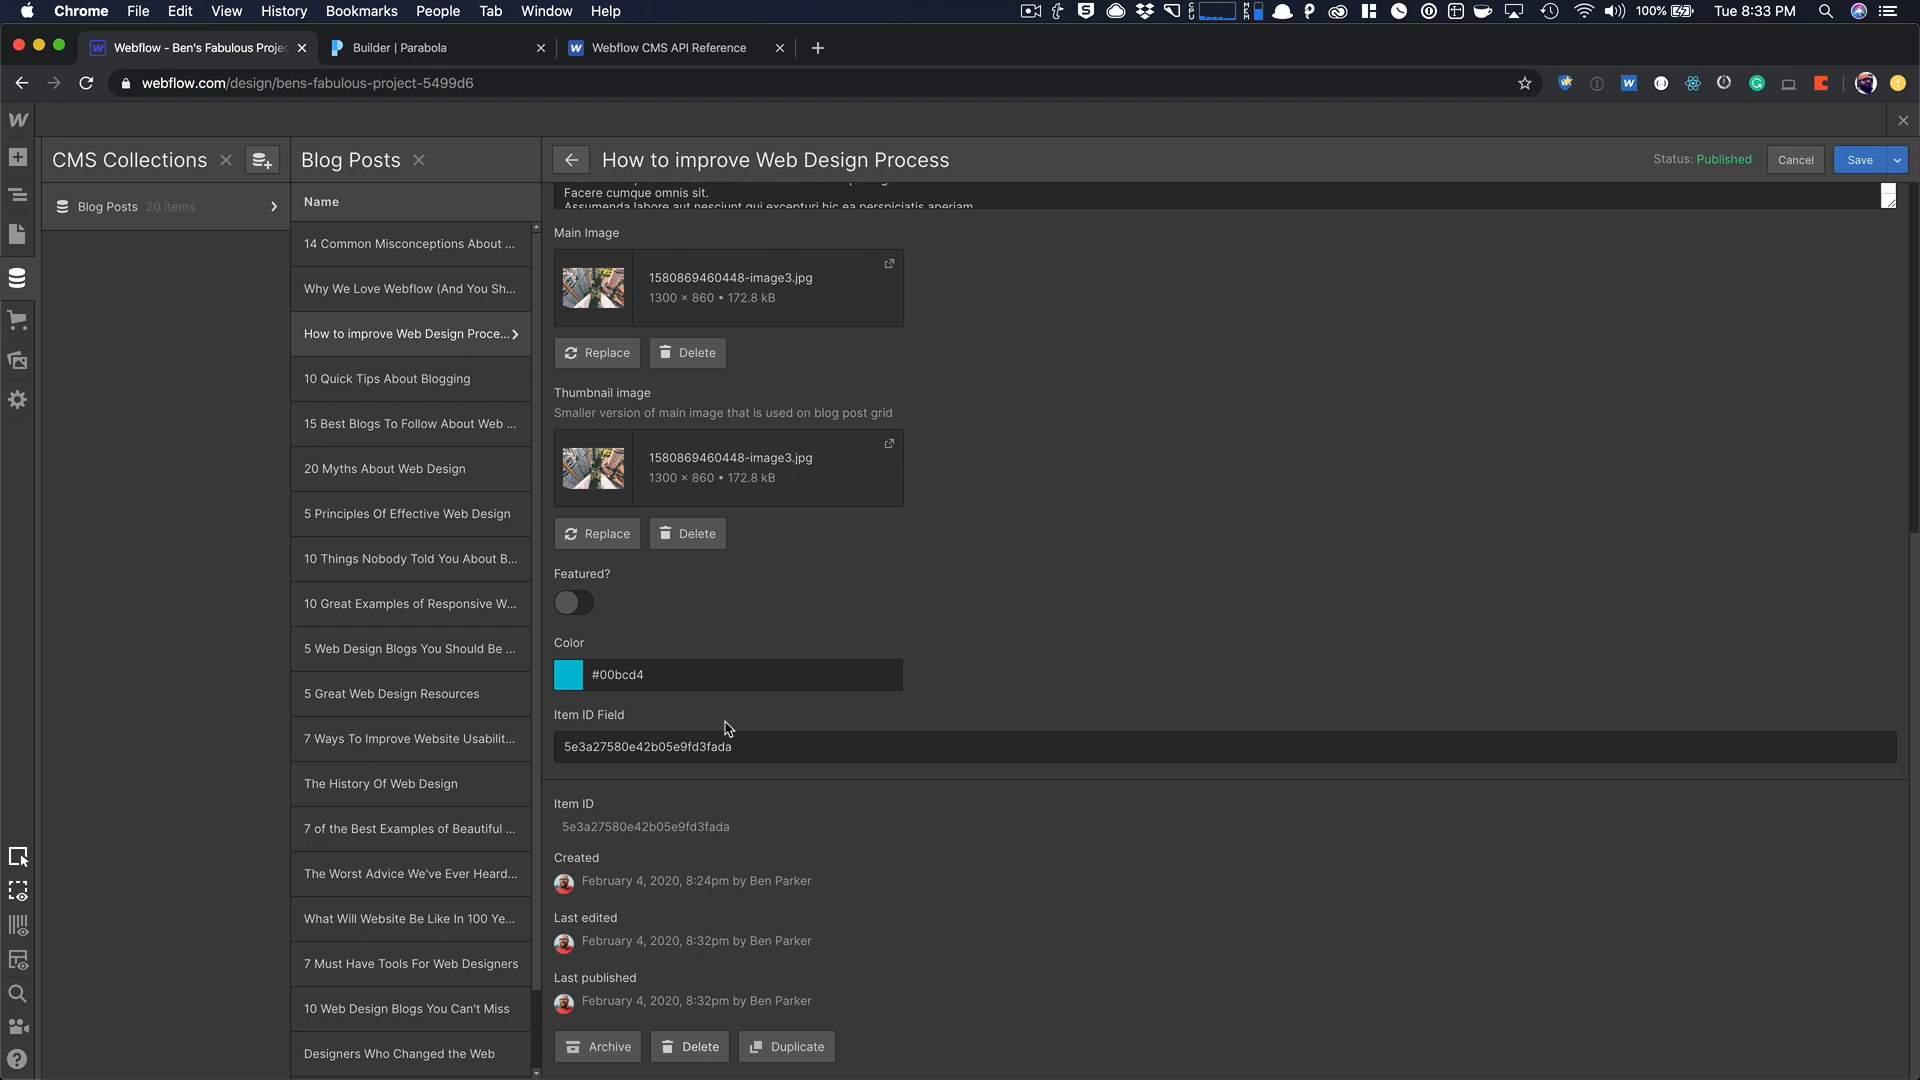 Chrome File Edit View History Bookmarks People Tab Window Help
100% Tue 8:33 PM
Webflow - Ben's Fabulous Projec
Builder | Parabola
Webflow CMS API Reference
webflow.com/design/bens-fabulous-project-5499d6
CMS Collections
Blog Posts 20 items
Blog Posts
Name
14 Common Misconceptions About ...
Why We Love Webflow (And You Sh...
How to improve Web Design Proce...
10 Quick Tips About Blogging
15 Best Blogs To Follow About Web ...
20 Myths About Web Design
5 Principles Of Effective Web Design
10 Things Nobody Told You About B...
10 Great Examples of Responsive W...
5 Web Design Blogs You Should Be ...
5 Great Web Design Resources
7 Ways To Improve Website Usabilit...
The History Of Web Design
7 of the Best Examples of Beautiful ...
The Worst Advice We've Ever Heard...
What Will Website Be Like In 100 Ye...
7 Must Have Tools For Web Designers
10 Web Design Blogs You Can't Miss
Designers Who Changed the Web
How to improve Web Design Process
Status: Published
Cancel
Save
Facere cumque omnis sit.
Assumenda labore aut nesciunt qui excepturi hic ea perspiciatis aperiam
Main Image
1580869460448-image3.jpg
1300 × 860 • 172.8 kB
Replace
Delete
Thumbnail image
Smaller version of main image that is used on blog post grid
1580869460448-image3.jpg
1300 × 860 • 172.8 kB
Replace
Delete
Featured?
Color
#00bcd4
Item ID Field
5e3a27580e42b05e9fd3fada
Item ID
5e3a27580e42b05e9fd3fada
Created
February 4, 2020, 8:24pm by Ben Parker
Last edited
February 4, 2020, 8:32pm by Ben Parker
Last published
February 4, 2020, 8:32pm by Ben Parker
Archive
Delete
Duplicate